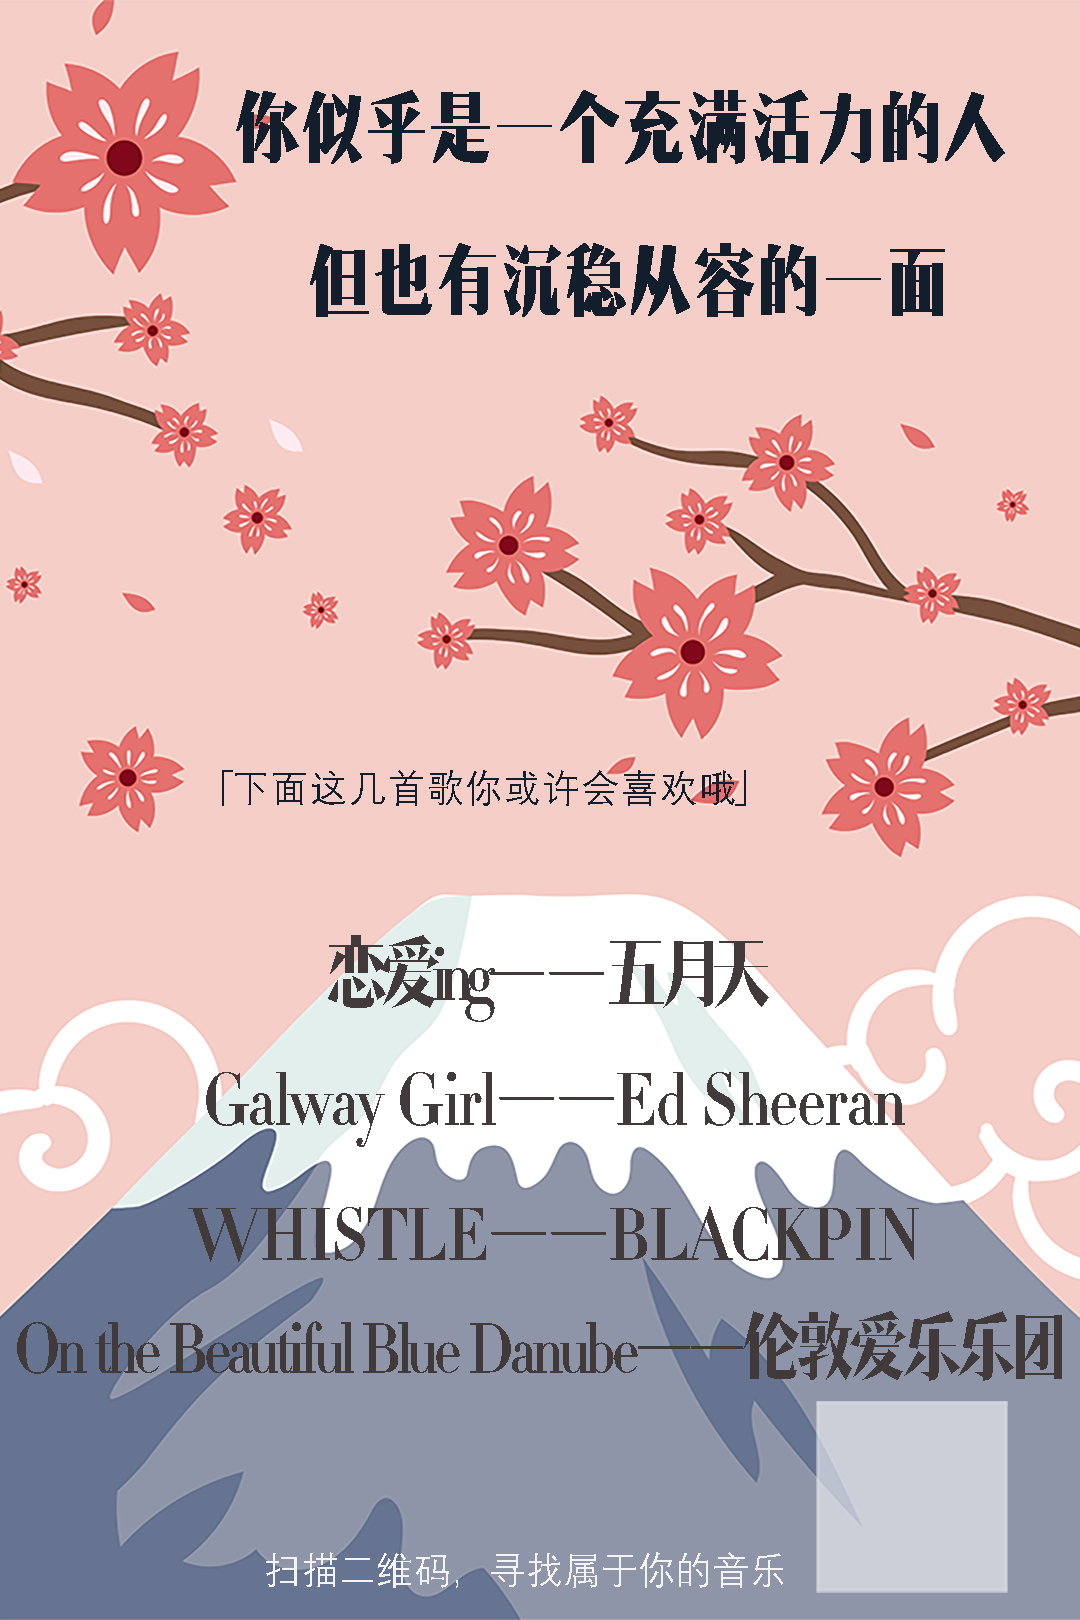 你似乎是一个充满活力的人
但也有沉稳从容的一面
「下面这几首歌你或许会喜欢哦」
恋爱ing——五月天
Galway Girl——Ed Sheeran
WHISTLE——BLACKPIN
On the Beautiful Blue Danube——伦敦爱乐乐团
扫描二维码，寻找属于你的音乐